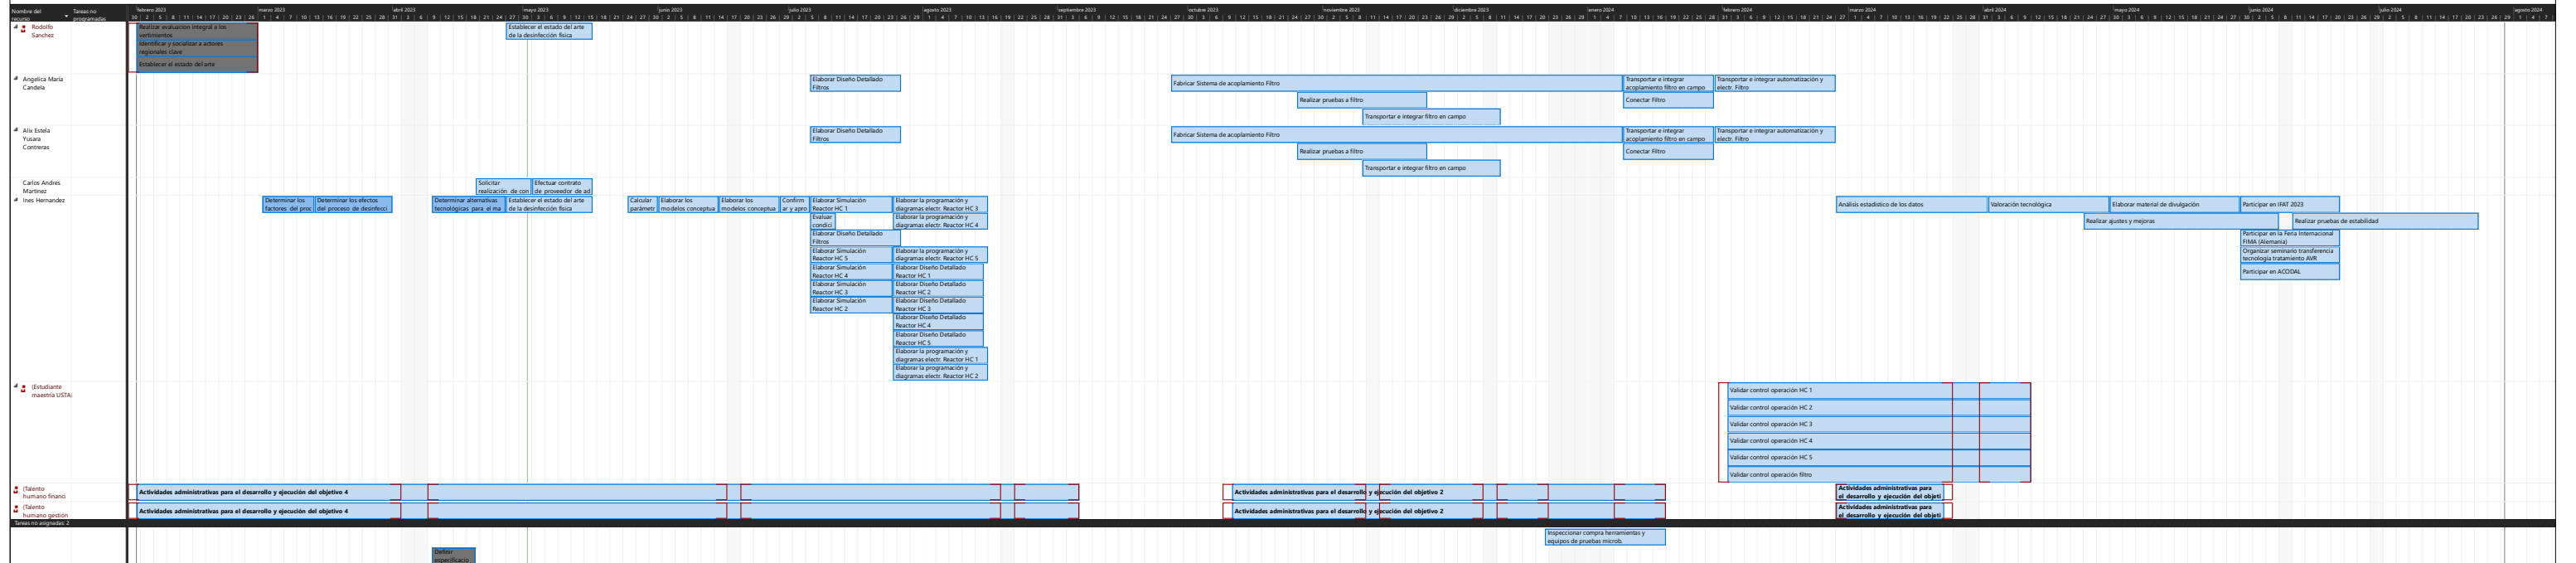 Nombre del recurso
Tareas no programadas
febrero 2023
marzo 2023
abril 2023
mayo 2023
junio 2023
julio 2023
agosto 2023
septiembre 2023
octubre 2023
noviembre 2023
diciembre 2023
enero 2024
febrero 2024
marzo 2024
abril 2024
mayo 2024
junio 2024
julio 2024
agosto 2024
Rodolfo
Sanchez
Realizar evaluacion integral a los
vertimientos
Identificar y socializar a actores
regionales clave
Establecer el estado del arte
Establecer el estado del arte
de la desinfección física
Angelica Maria
Candela
Elaborar Diseño Detallado
Filtros
Fabricar Sistema de acoplamiento Filtro
Transportar e integrar
acoplamiento filtro en campo
Transportar e integrar automatización y
electr. Filtro
Realizar pruebas a filtro
Conectar Filtro
Transportar e integrar filtro en campo
Alix Estela
Yusara
Contreras
Elaborar Diseño Detallado
Filtros
Fabricar Sistema de acoplamiento Filtro
Transportar e integrar
acoplamiento filtro en campo
Transportar e integrar automatización y
electr. Filtro
Realizar pruebas a filtro
Conectar Filtro
Transportar e integrar filtro en campo
Carlos Andres
Martinez
Solicitar
realización de con
Efectuar contrato
de proveedor de ad
Ines Hernandez
Determinar los
factores del proc
Determinar los efectos
del proceso de desinfecci
Determinar alternativas
tecnológicas para el ma
Establecer el estado del arte
de la desinfección física
Calcular
parámetr
Elaborar los
modelos conceptua
Elaborar los
modelos conceptua
Confirm
ar y apro
Elaborar Simulación
Reactor HC 1
Elaborar la programación y
diagramas electr. Reactor HC 3
Análisis estadístico de los datos
Valoración tecnológica
Elaborar material de divulgación
Participar en IFAT 2023
Evaluar
condici
Elaborar la programación y
diagramas electr. Reactor HC 4
Realizar ajustes y mejoras
Realizar pruebas de estabilidad
Elaborar Diseño Detallado
Filtros
Participar en la Feria Internacional
FIMA (Alemania)
Elaborar Simulación
Reactor HC 5
Elaborar la programación y
diagramas electr. Reactor HC 5
Organizar seminario transferencia
tecnología tratamiento AVR
Elaborar Simulación
Reactor HC 4
Elaborar Diseño Detallado
Reactor HC 1
Participar en ACODAL
Elaborar Simulación
Reactor HC 3
Elaborar Diseño Detallado
Reactor HC 2
Elaborar Simulación
Reactor HC 2
Elaborar Diseño Detallado
Reactor HC 3
Elaborar Diseño Detallado
Reactor HC 4
Elaborar Diseño Detallado
Reactor HC 5
Elaborar la programación y
diagramas electr. Reactor HC 1
Elaborar la programación y
diagramas electr. Reactor HC 2
(Estudiante
maestría USTA)
Validar control operación HC 1
Validar control operación HC 2
Validar control operación HC 3
Validar control operación HC 4
Validar control operación HC 5
Validar control operación filtro
(Talento
humano financi
Actividades administrativas para el desarrollo y ejecución del objetivo 4
Actividades administrativas para el desarrollo y ejecución del objetivo 2
Actividades administrativas para
el desarrollo y ejecución del objeti
(Talento
humano gestión
Actividades administrativas para el desarrollo y ejecución del objetivo 4
Actividades administrativas para el desarrollo y ejecución del objetivo 2
Actividades administrativas para
el desarrollo y ejecución del objeti
Tareas no asignadas: 2
Inspeccionar compra herramientas y
equipos de pruebas microb.
Definir
especificacio